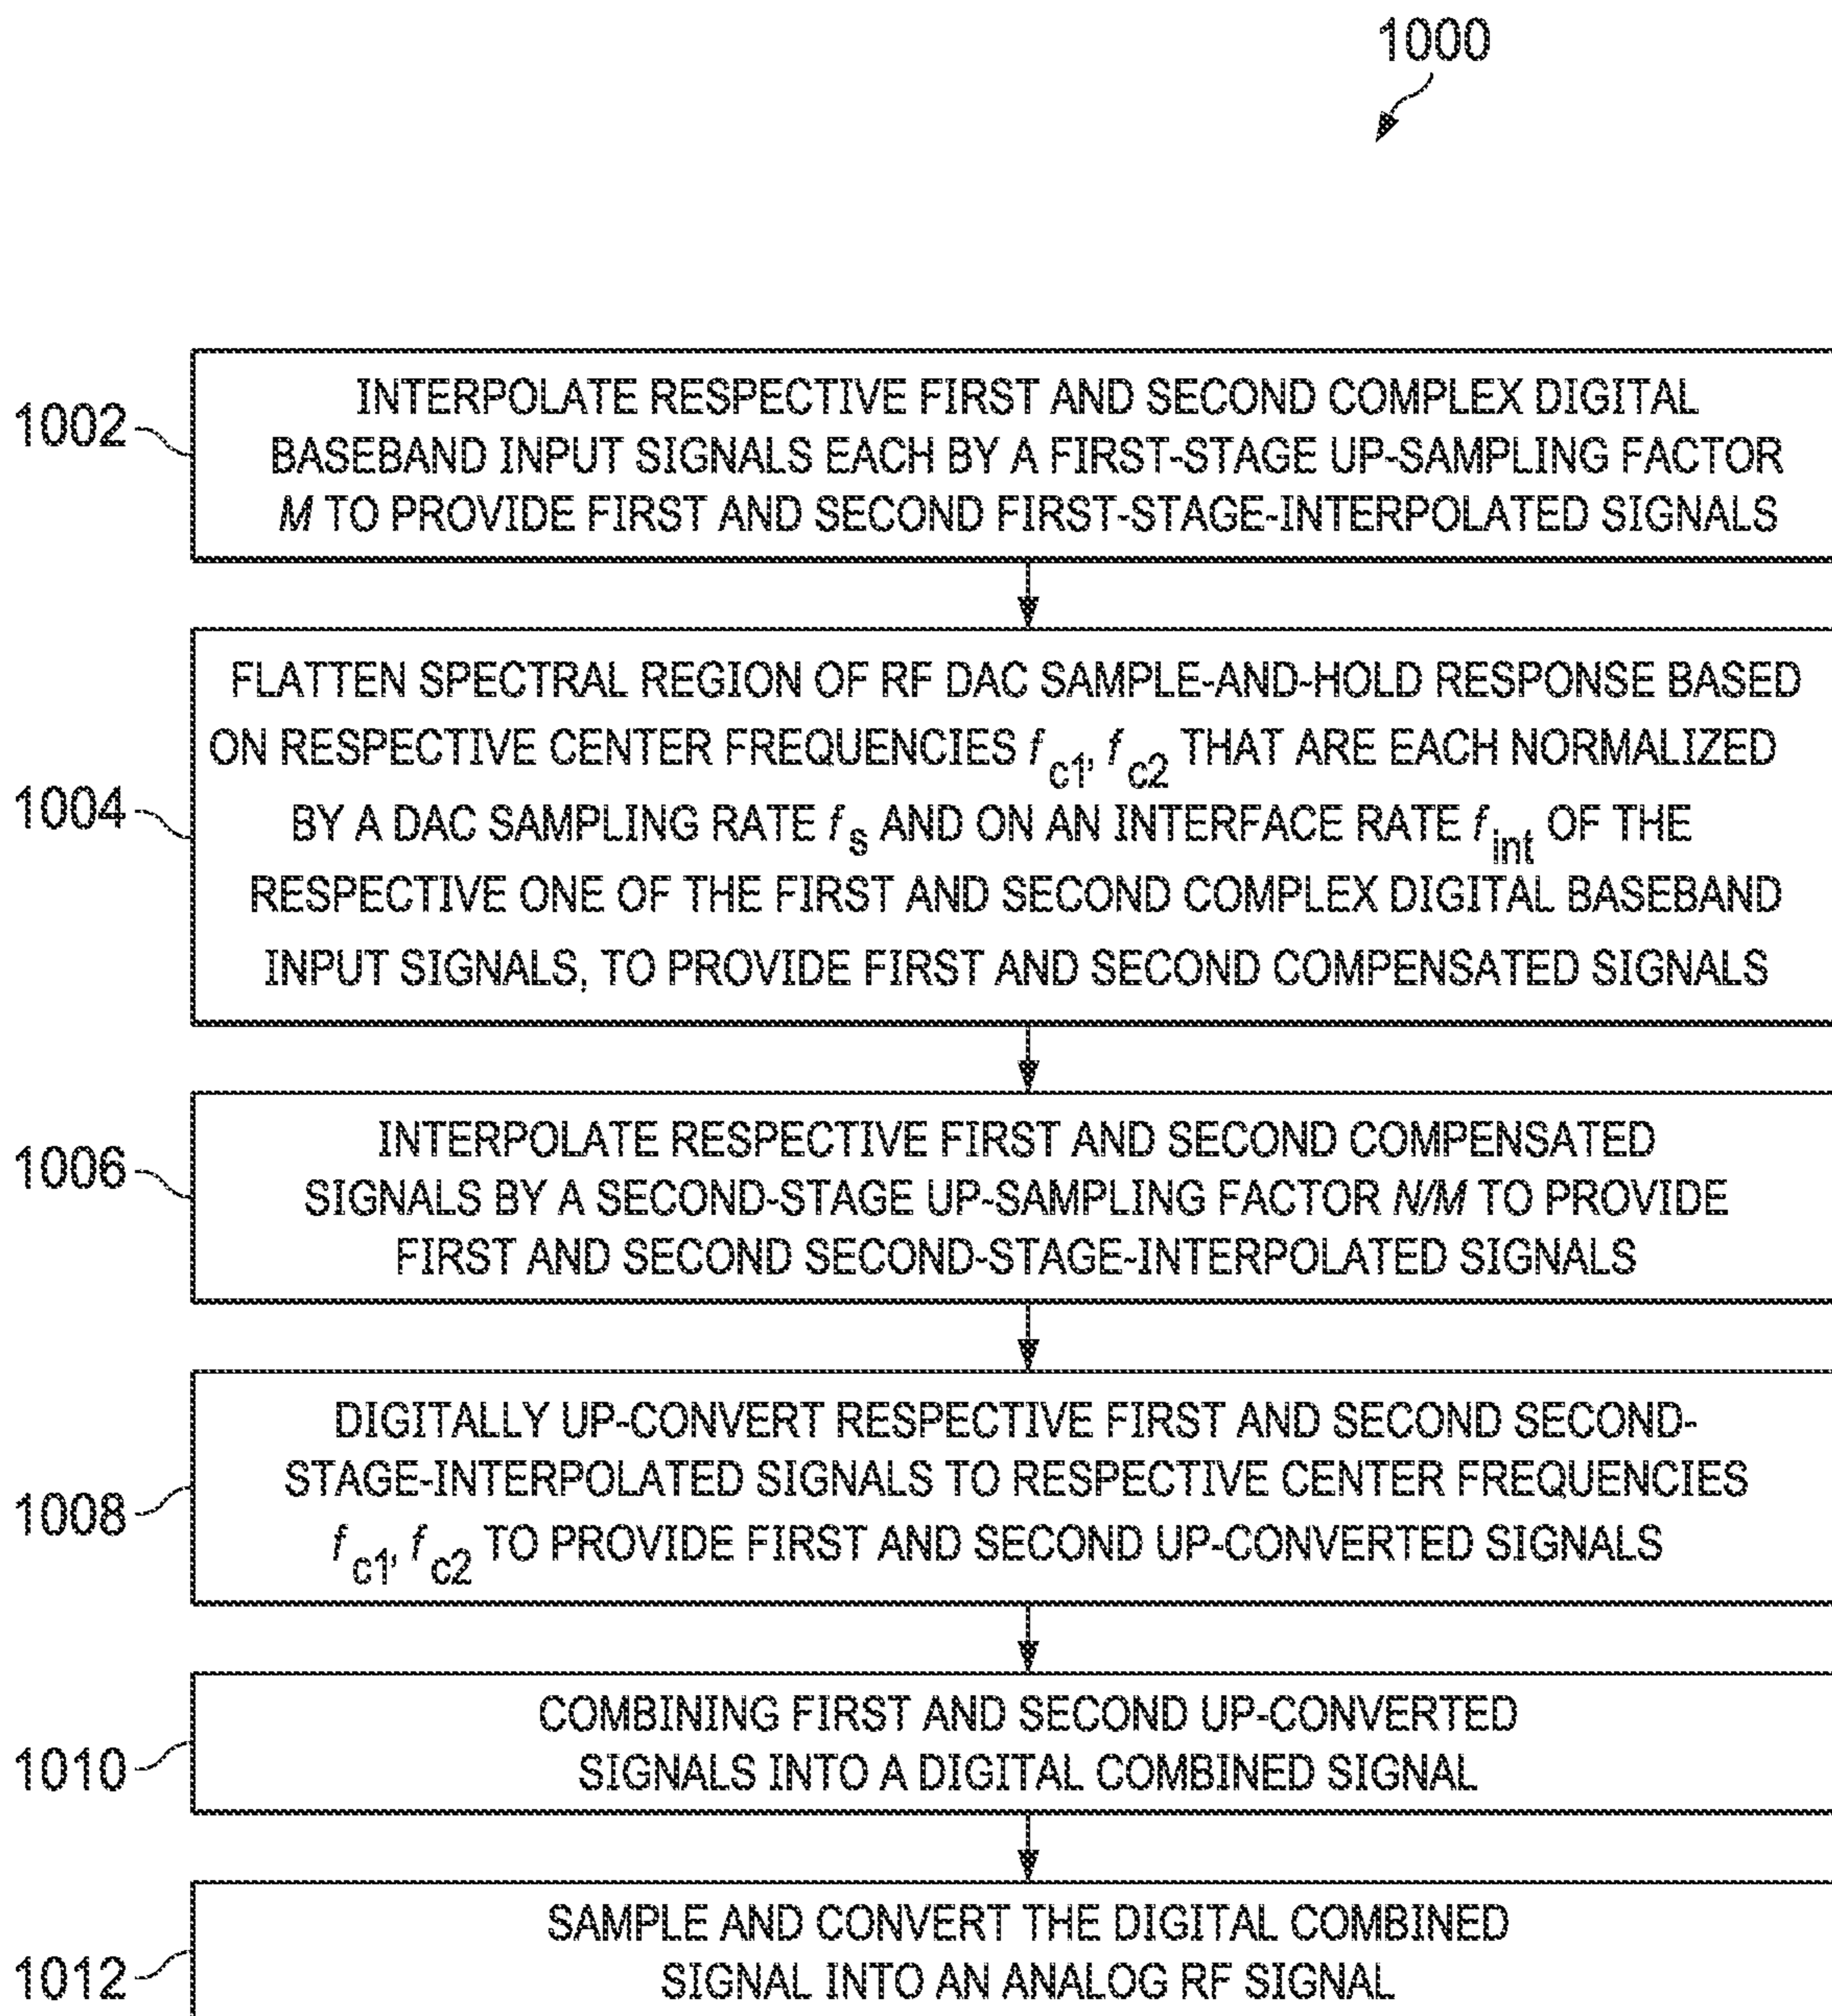 1000
1002
INTERPOLATE RESPECTIVE FIRST AND SECOND COMPLEX DIGITAL
BASEBAND INPUT SIGNALS EACH BY A FIRST-STAGE UP-SAMPLING FACTOR
M TO PROVIDE FIRST AND SECOND FIRST-STAGE-INTERPOLATED SIGNALS
1004
FLATTEN SPECTRAL REGION OF RF DAC SAMPLE-AND-HOLD RESPONSE BASED
ON RESPECTIVE CENTER FREQUENCIES f c1, f c2 THAT ARE EACH NORMALIZED
BY A DAC SAMPLING RATE f s AND ON AN INTERFACE RATE f int OF THE
RESPECTIVE ONE OF THE FIRST AND SECOND COMPLEX DIGITAL BASEBAND
INPUT SIGNALS, TO PROVIDE FIRST AND SECOND COMPENSATED SIGNALS
1006
INTERPOLATE RESPECTIVE FIRST AND SECOND COMPENSATED
SIGNALS BY A SECOND-STAGE UP-SAMPLING FACTOR N/M TO PROVIDE
FIRST AND SECOND SECOND-STAGE-INTERPOLATED SIGNALS
1008
DIGITALLY UP-CONVERT RESPECTIVE FIRST AND SECOND SECOND-
STAGE-INTERPOLATED SIGNALS TO RESPECTIVE CENTER FREQUENCIES
f c1, f c2 TO PROVIDE FIRST AND SECOND UP-CONVERTED SIGNALS
1010
COMBINING FIRST AND SECOND UP-CONVERTED
SIGNALS INTO A DIGITAL COMBINED SIGNAL
1012
SAMPLE AND CONVERT THE DIGITAL COMBINED
SIGNAL INTO AN ANALOG RF SIGNAL